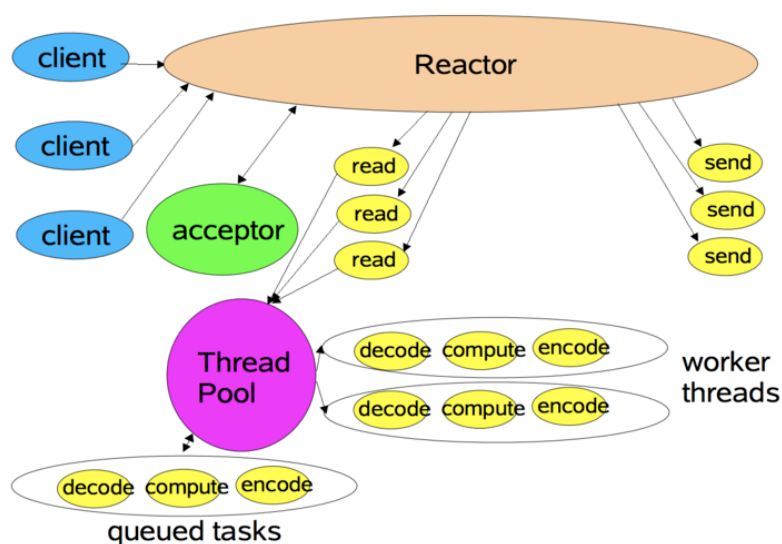 client
Reactor
client
client
acceptor
read
read
read
send
send
send
Thread
Pool
decode compute encode
decode compute encode
worker
threads
decode compute encode
queued tasks